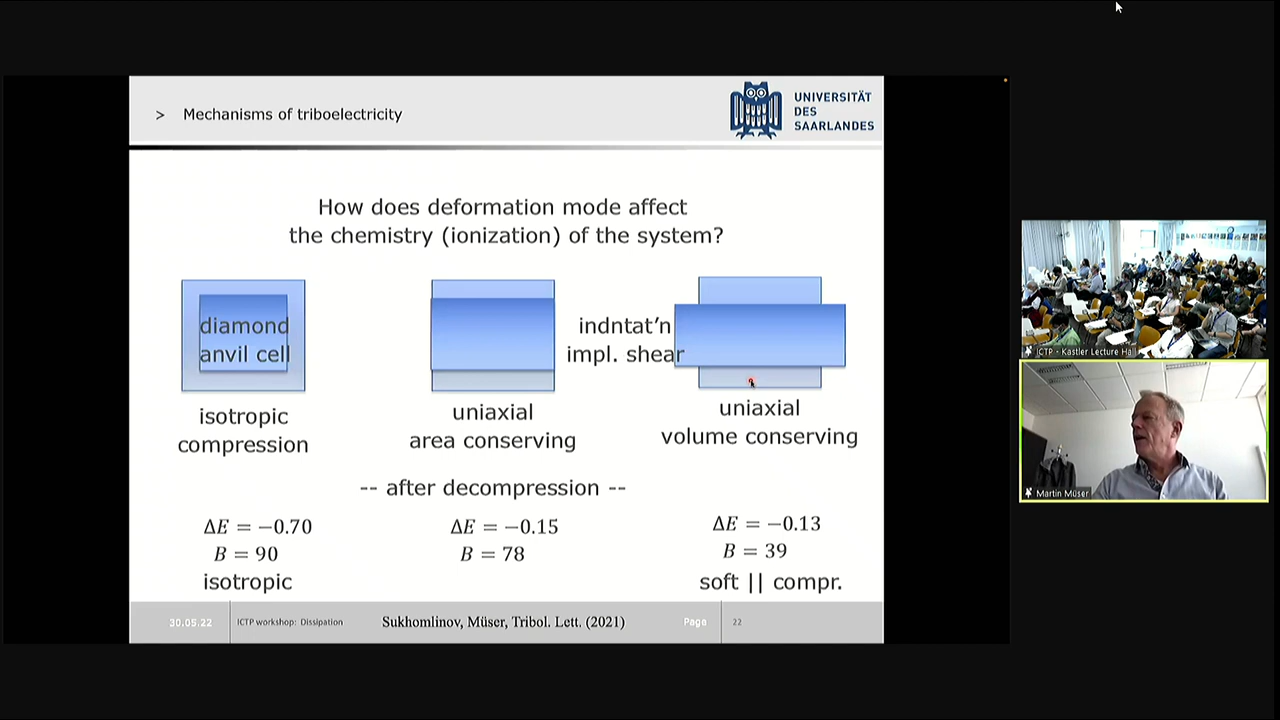 > Mechanisms of triboelectricity
UNIVERSITÄT
DES
SAARLANDES
How does deformation mode affect
the chemistry (ionization) of the system?
diamond
anvil cell
indntat'n
impl. shear
isotropic
compression
uniaxial
area conserving
uniaxial
volume conserving
-- after decompression --
ΔE = −0.70
B = 90
isotropic
ΔE = −0.15
B = 78
ΔE = −0.13
B = 39
soft || compr.
30.05.22
ICTP workshop: Dissipation
Sukhomlinov, Müser, Tribol. Lett. (2021)
Page
22
ICTP - Kastler Lecture Hall
Martin Müser